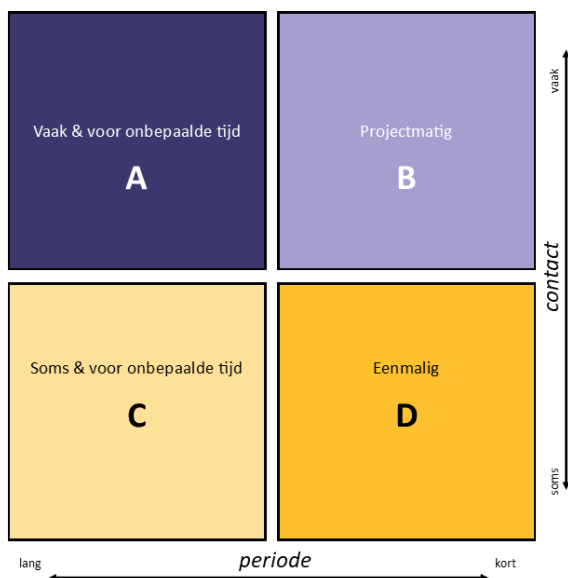 Vaak & voor onbepaalde tijd
A
Projectmatig
B
vaak
contact
soms
Soms & voor onbepaalde tijd
C
Eenmalig
D
lang
periode
kort